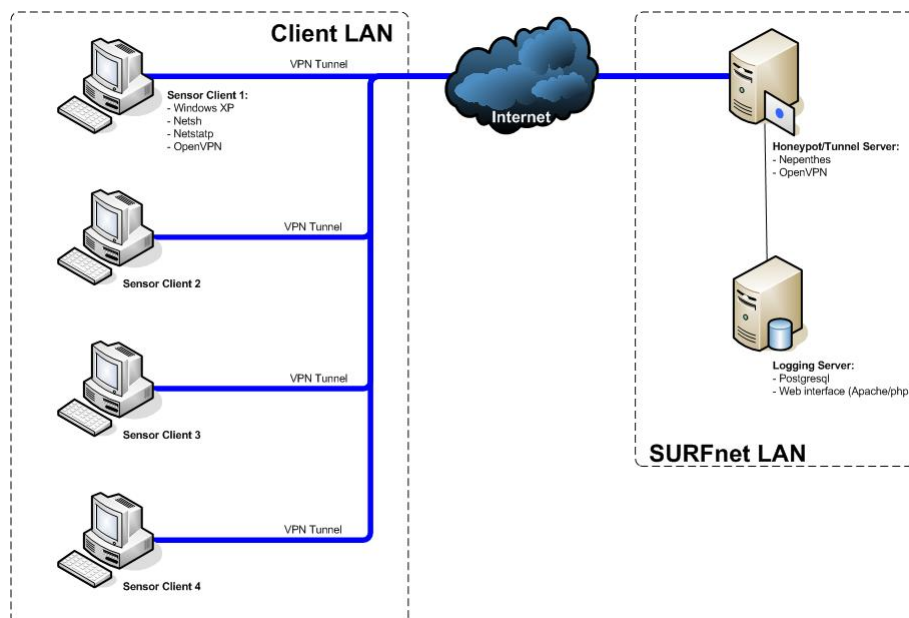 Client LAN
VPN Tunnel
Sensor Client 1:
- Windows XP
- Netsh
- Netstatp
- OpenVPN
VPN Tunnel
Sensor Client 2
VPN Tunnel
Sensor Client 3
VPN Tunnel
Sensor Client 4
Internet
Honeypot/Tunnel Server:
- Nepenthes
- OpenVPN
Logging Server:
- Postgresql
- Web interface (Apache/php
SURFnet LAN